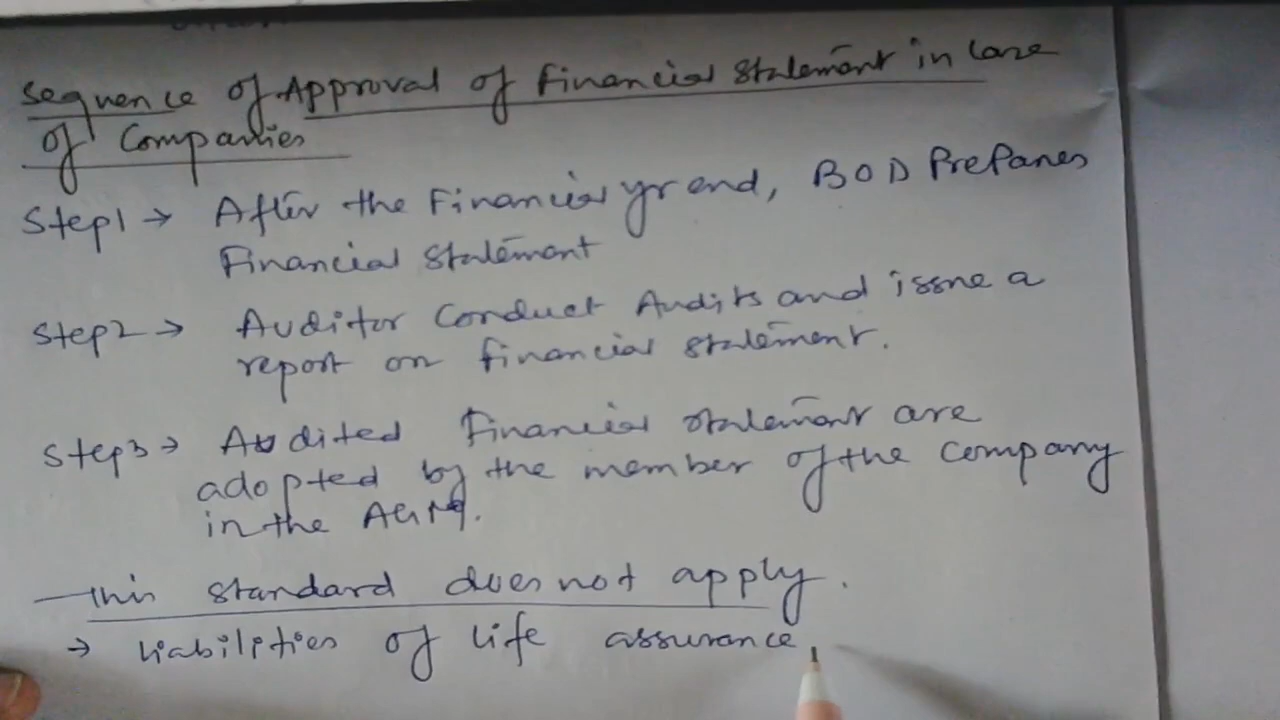 Sequence of Approval of Financial Statement in Case
of Companies
Step1 → After the Financial yr end, BOD Prepares
Financial Statement
Step2 → Auditor Conduct Audits and issue a
report on financial statement.
Step3 → Audited Financial statement are
adopted by the member of the Company
in the AGM.
This standard does not apply.
→ liabilities of life assurance